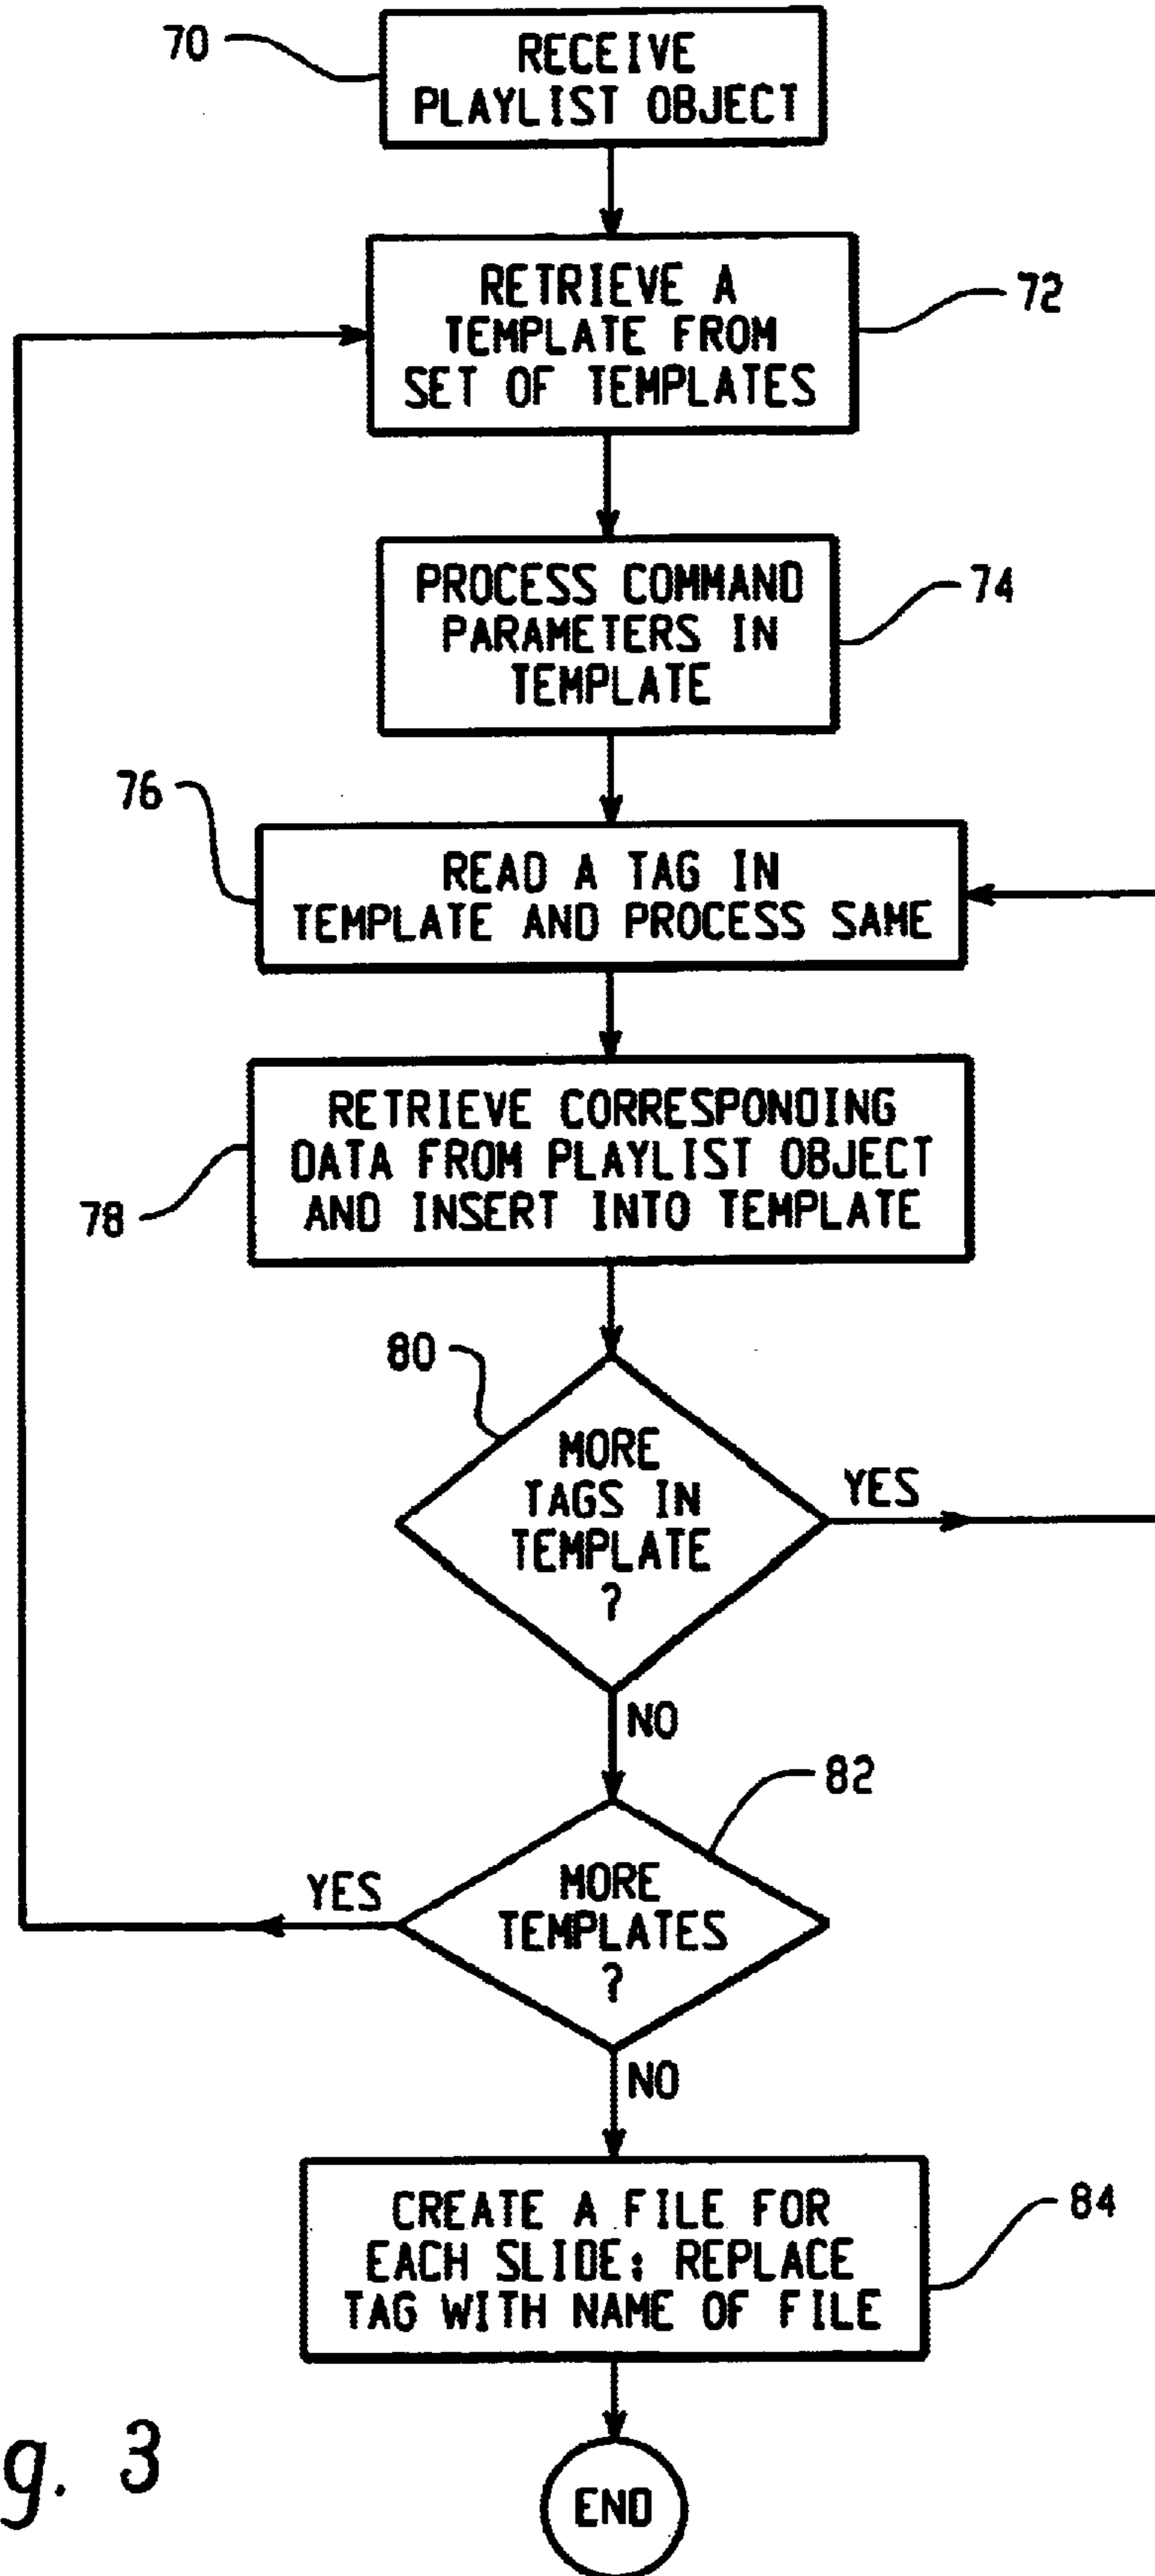 70
RECEIVE
PLAYLIST OBJECT
RETRIEVE A
TEMPLATE FROM
SET OF TEMPLATES
72
PROCESS COMMAND
PARAMETERS IN
TEMPLATE
74
76
READ A TAG IN
TEMPLATE AND PROCESS SAME
RETRIEVE CORRESPONDING
DATA FROM PLAYLIST OBJECT
AND INSERT INTO TEMPLATE
78
80
MORE
TAGS IN
TEMPLATE
?
YES
NO
82
MORE
TEMPLATES
?
YES
NO
CREATE A FILE FOR
EACH SLIDE; REPLACE
TAG WITH NAME OF FILE
84
END
g. 3